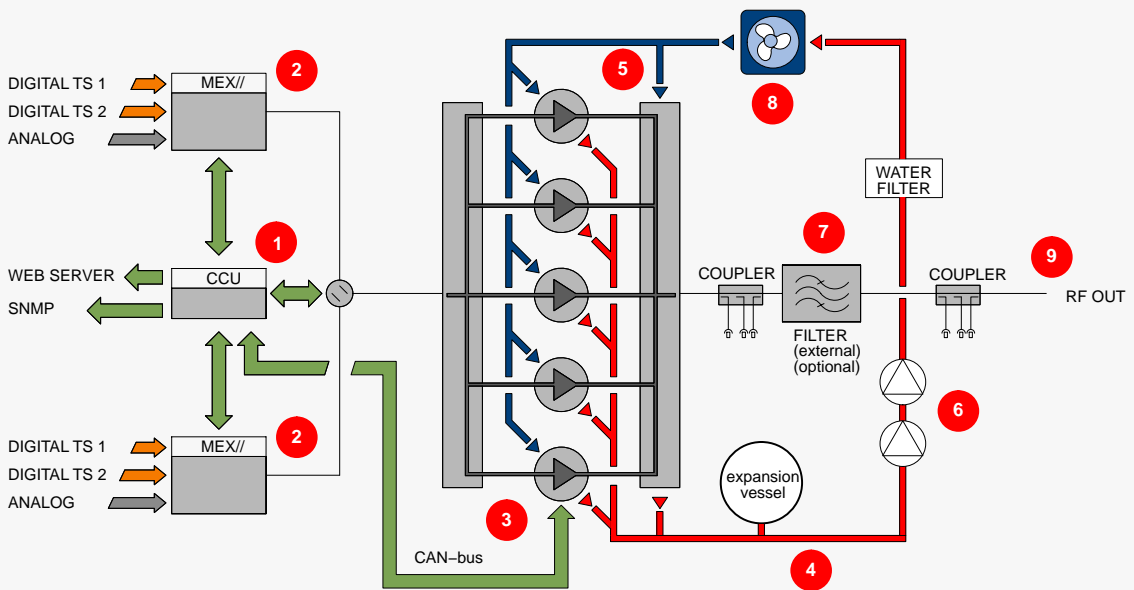 2
DIGITAL TS 1
MEX//
DIGITAL TS 2
ANALOG
5
8
WATER
FILTER
1
7
9
WEB SERVER
CCU
SNMP
COUPLER
COUPLER
RF OUT
FILTER
(external)
(optional)
6
2
DIGITAL TS 1
MEX//
DIGITAL TS 2
ANALOG
expansion
vessel
3
CAN–bus
4